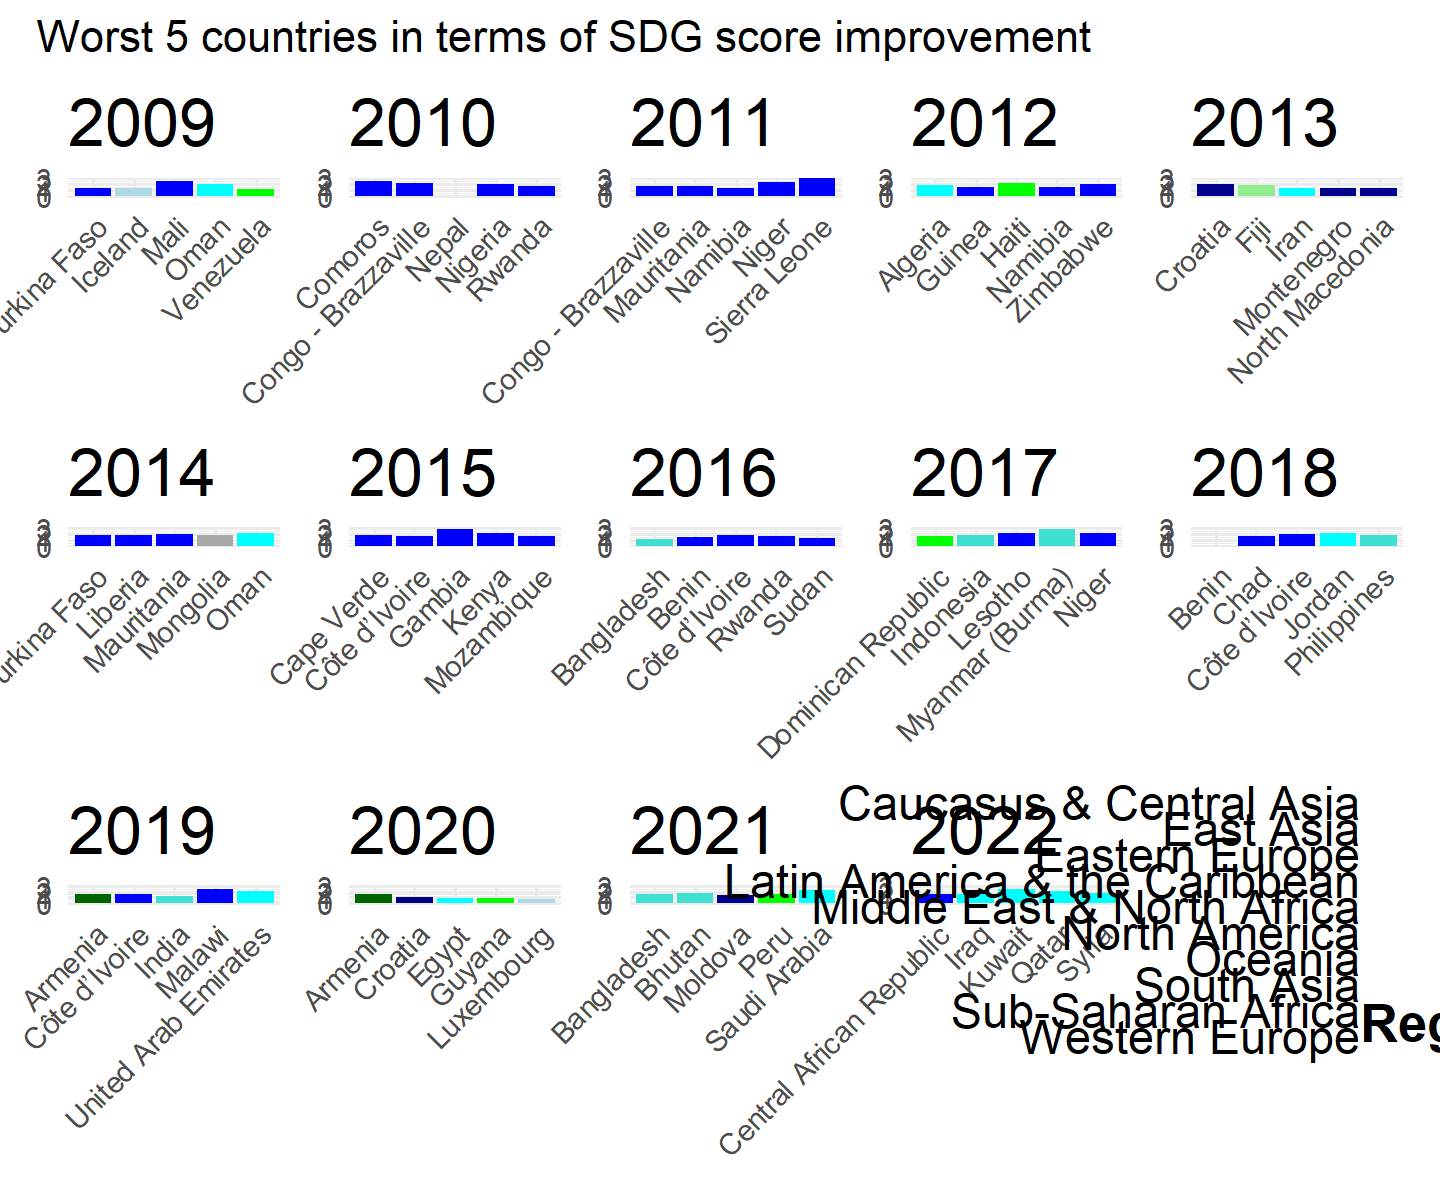 Worst 5 countries in terms of SDG score improvement
2009
2010
2011
2012
2013
3
2
1
0
3
2
1
0
3
2
1
0
3
2
1
0
3
2
1
0
urkina Faso
Iceland
Mali
Oman
Venezuela
Comoros
Congo - Brazzaville
Nepal
Nigeria
Rwanda
Congo - Brazzaville
Mauritania
Namibia
Niger
Sierra Leone
Algeria
Guinea
Haiti
Namibia
Zimbabwe
Croatia
Fiji
Iran
Montenegro
North Macedonia
2014
2015
2016
2017
2018
3
2
1
0
3
2
1
0
3
2
1
0
3
2
1
0
3
2
1
0
urkina Faso
Liberia
Mauritania
Mongolia
Oman
Cape Verde
Côte d’Ivoire
Gambia
Kenya
Mozambique
Bangladesh
Benin
Côte d’Ivoire
Rwanda
Sudan
Dominican Republic
Indonesia
Lesotho
Myanmar (Burma)
Niger
Benin
Chad
Côte d’Ivoire
Jordan
Philippines
2019
2020
2021
2022
3
2
1
0
3
2
1
0
3
2
1
0
3
2
1
0
Armenia
Côte d’Ivoire
India
Malawi
United Arab Emirates
Armenia
Croatia
Egypt
Guyana
Luxembourg
Bangladesh
Bhutan
Moldova
Peru
Saudi Arabia
Central African Republic
Iraq
Kuwait
Qatar
Syria
Caucasus & Central Asia
East Asia
Eastern Europe
Latin America & the Caribbean
Middle East & North Africa
North America
Oceania
South Asia
Sub-Saharan Africa
Western Europe
Reg